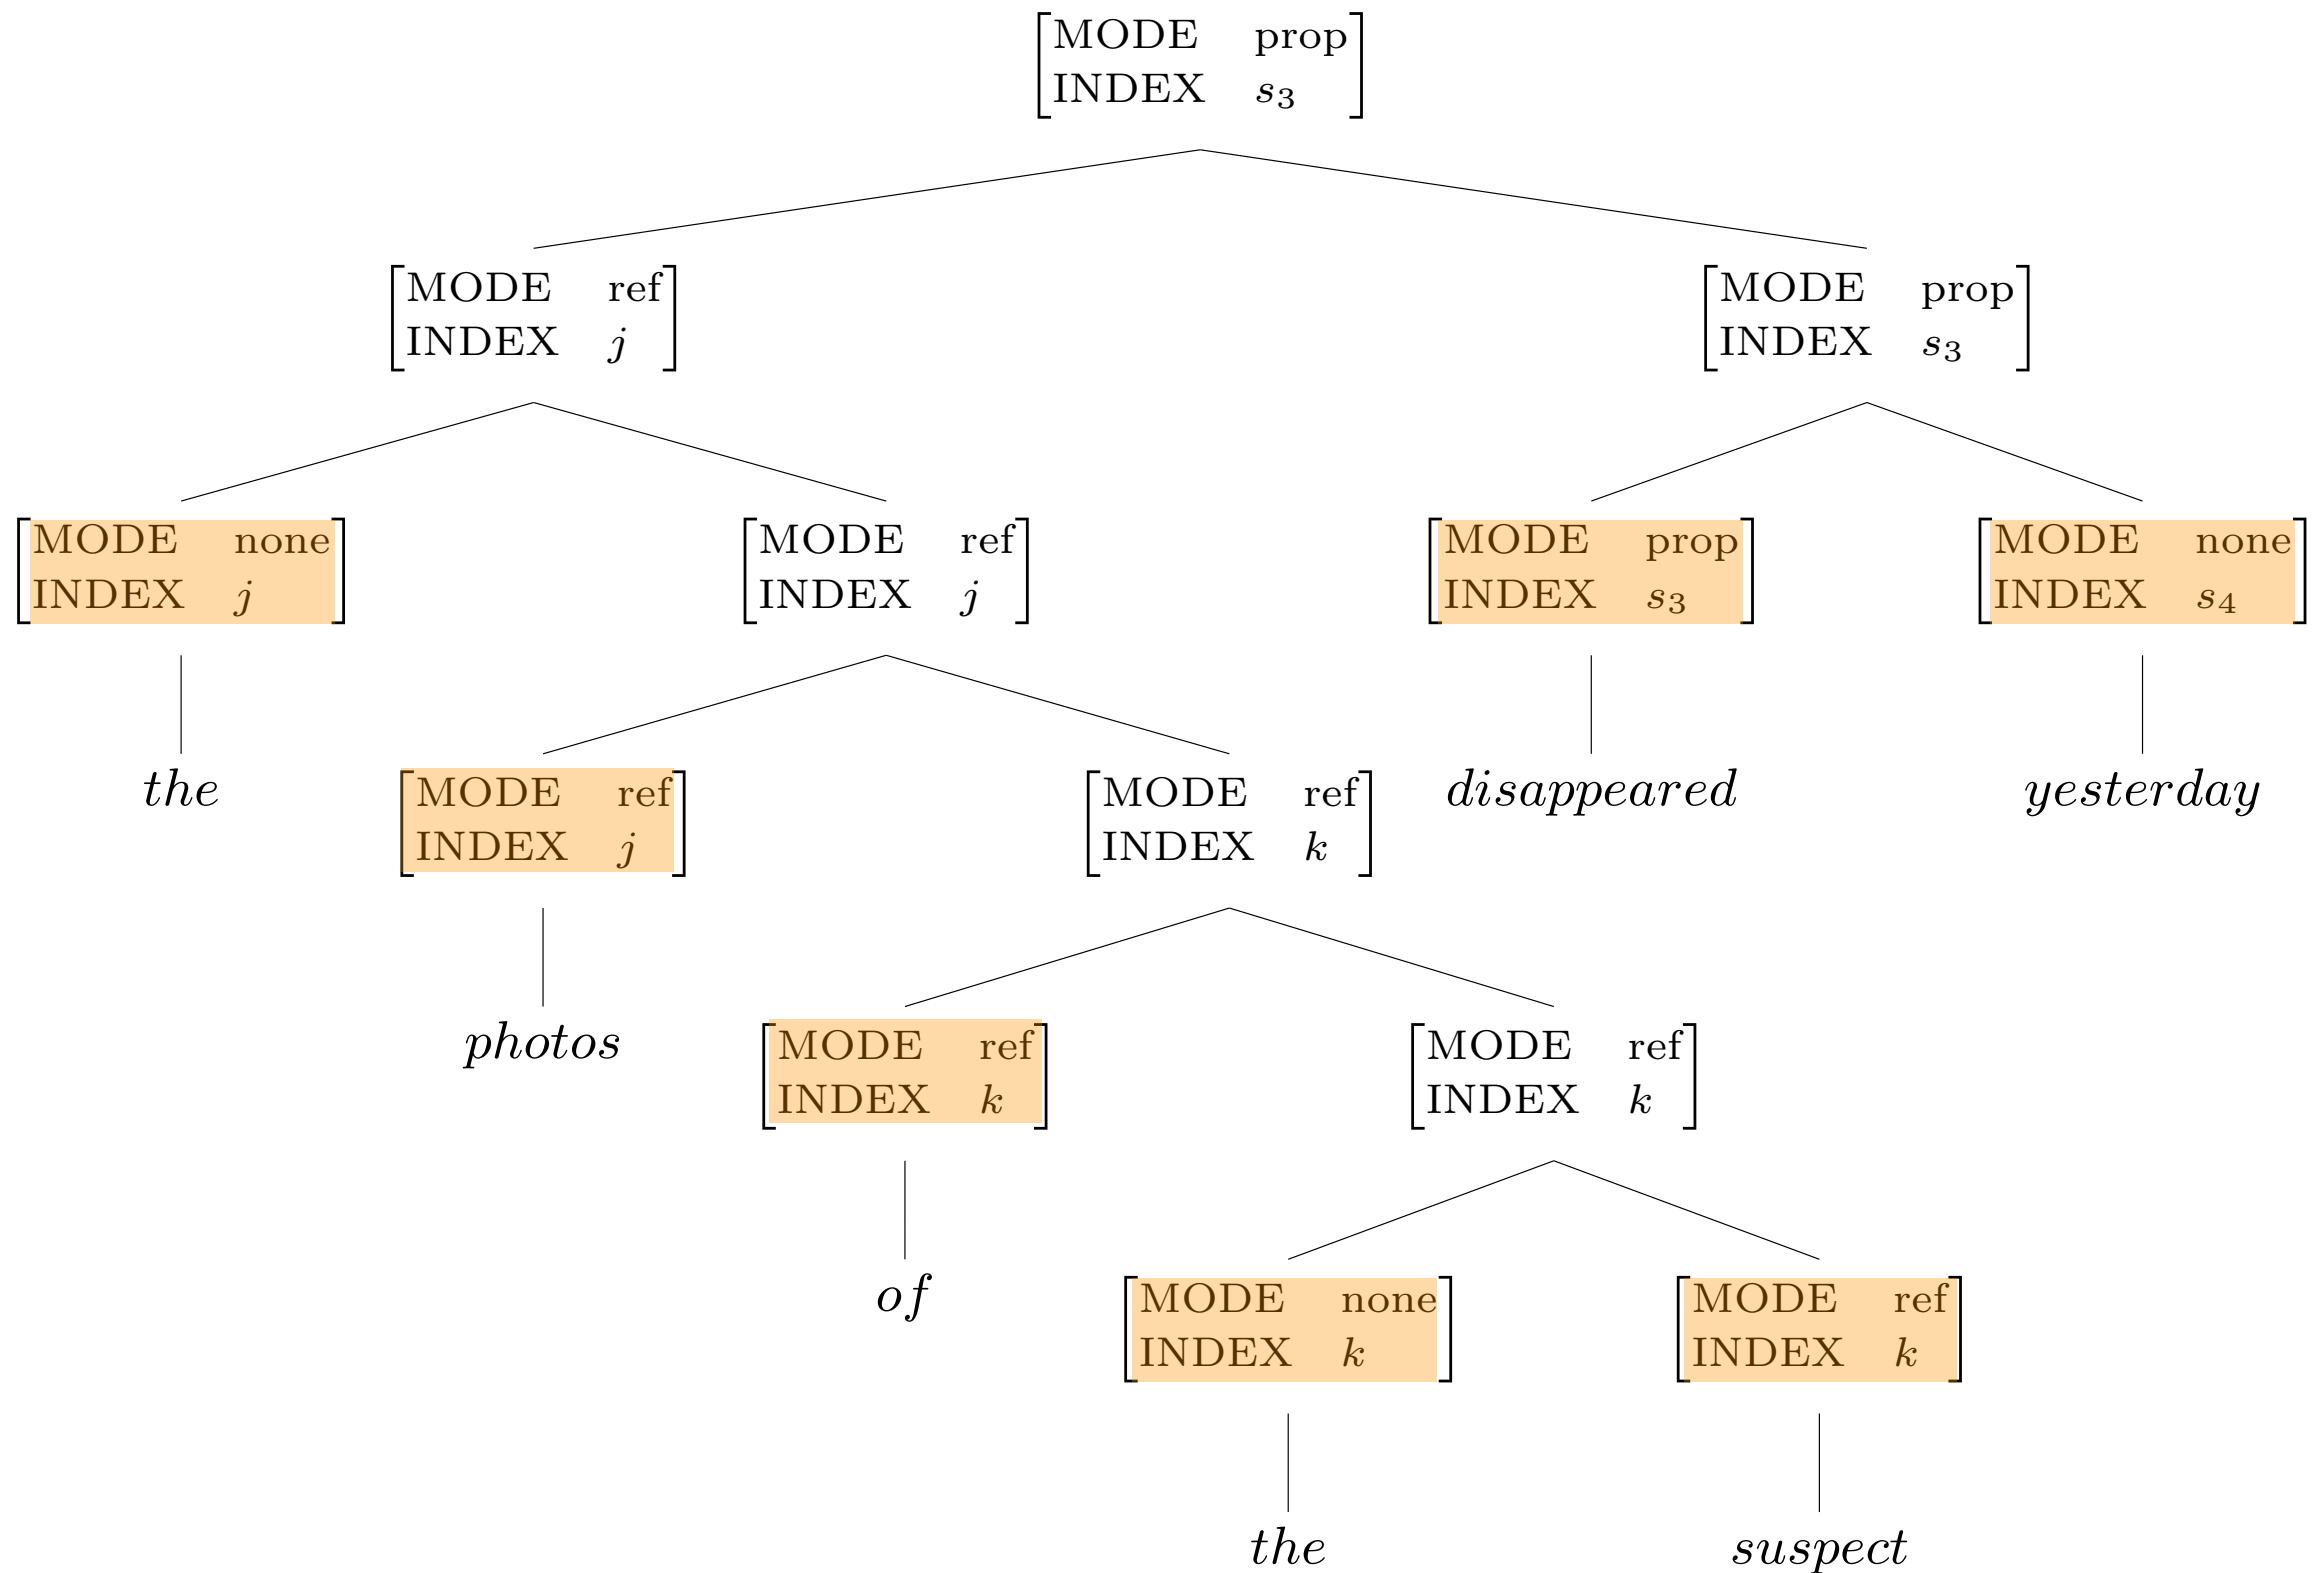 MODE prop
INDEX s₃
MODE ref
INDEX j
MODE prop
INDEX s₃
MODE none
INDEX j
MODE ref
INDEX j
MODE prop
INDEX s₃
MODE none
INDEX s₄
the
MODE ref
INDEX j
MODE ref
INDEX k
disappeared
yesterday
photos
MODE ref
INDEX k
MODE ref
INDEX k
of
MODE none
INDEX k
MODE ref
INDEX k
the
suspect